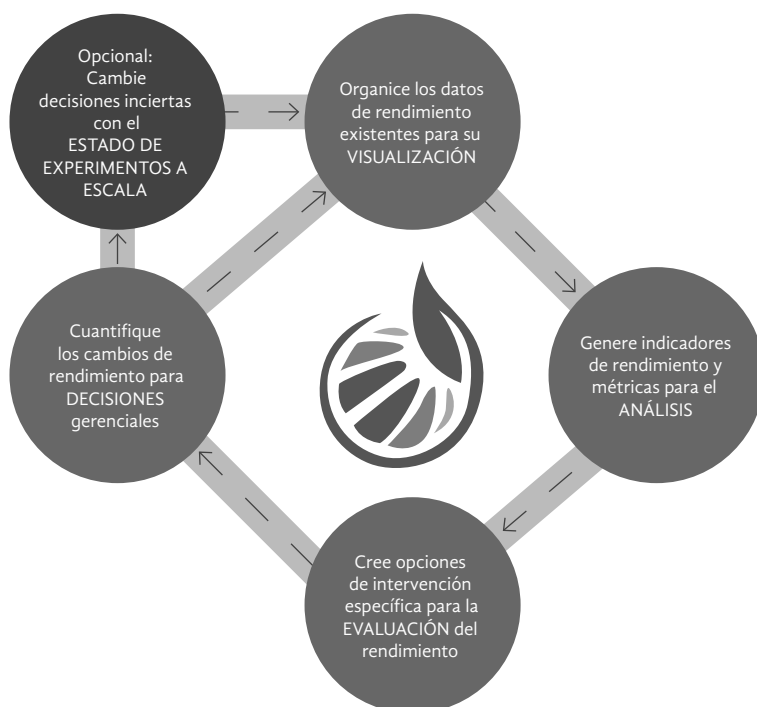 Opcional:
Cambie
decisiones inciertas
con el
ESTADO DE
EXPERIMENTOS A
ESCALA
Organice los datos
de rendimiento
existentes para su
VISUALIZACIÓN
Genere indicadores
de rendimiento y
métricas para el
ANÁLISIS
Cree opciones
de intervención
específica para la
EVALUACIÓN del
rendimiento
Cuantifique
los cambios de
rendimiento para
DECISIONES
gerenciales